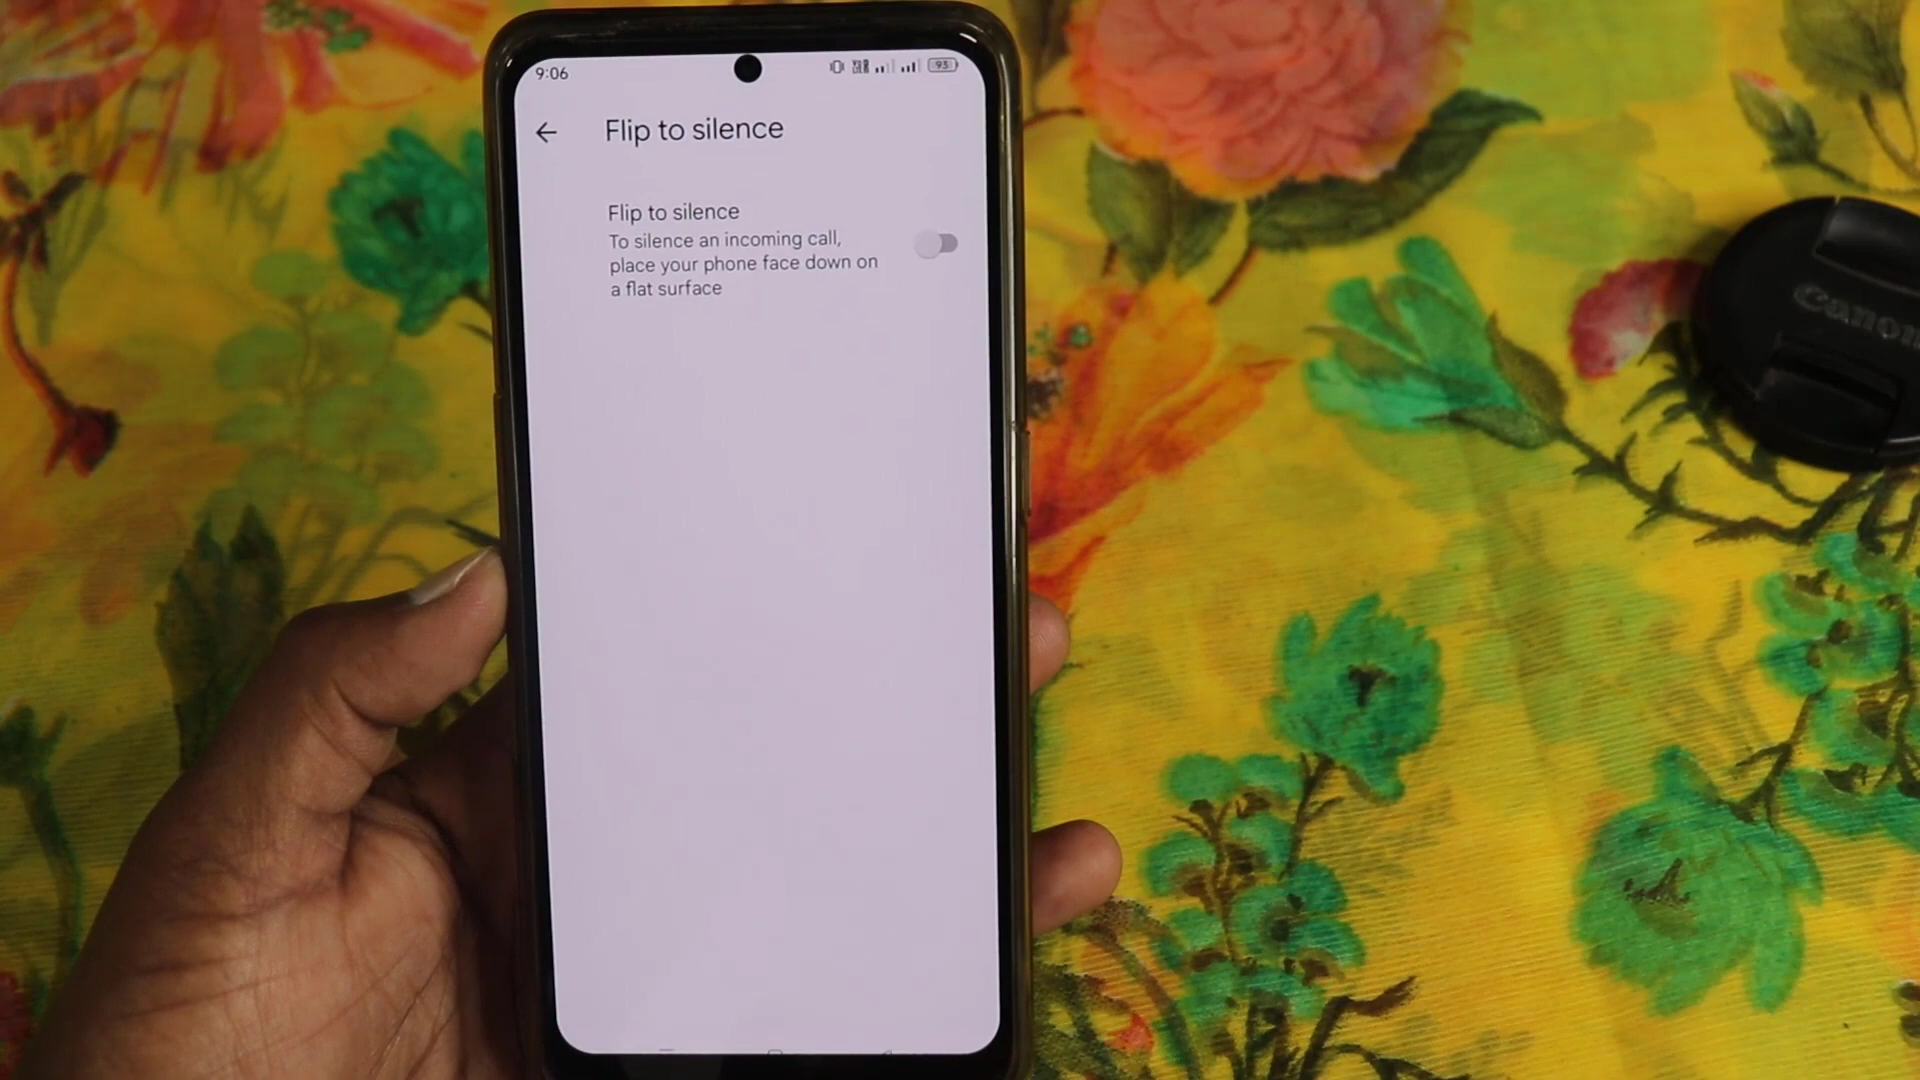 9:06
93
Flip to silence
Flip to silence
To silence an incoming call,
place your phone face down on
a flat surface
Canon